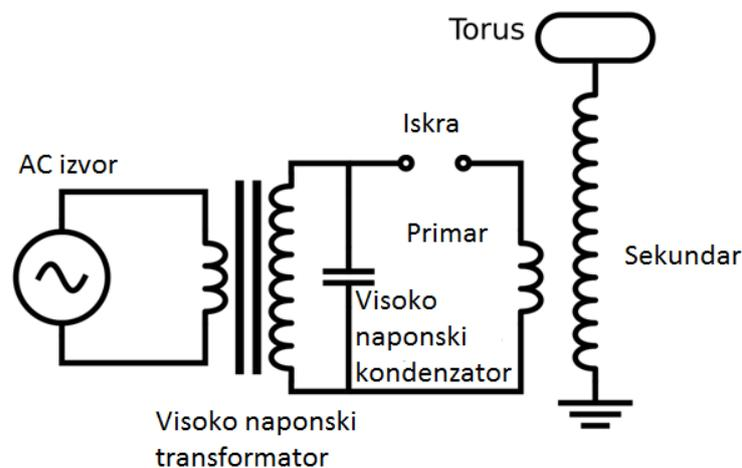 Torus
Iskra
AC izvor
Primar
Sekundar
Visoko
naponski
kondenzator
Visoko naponski
transformator